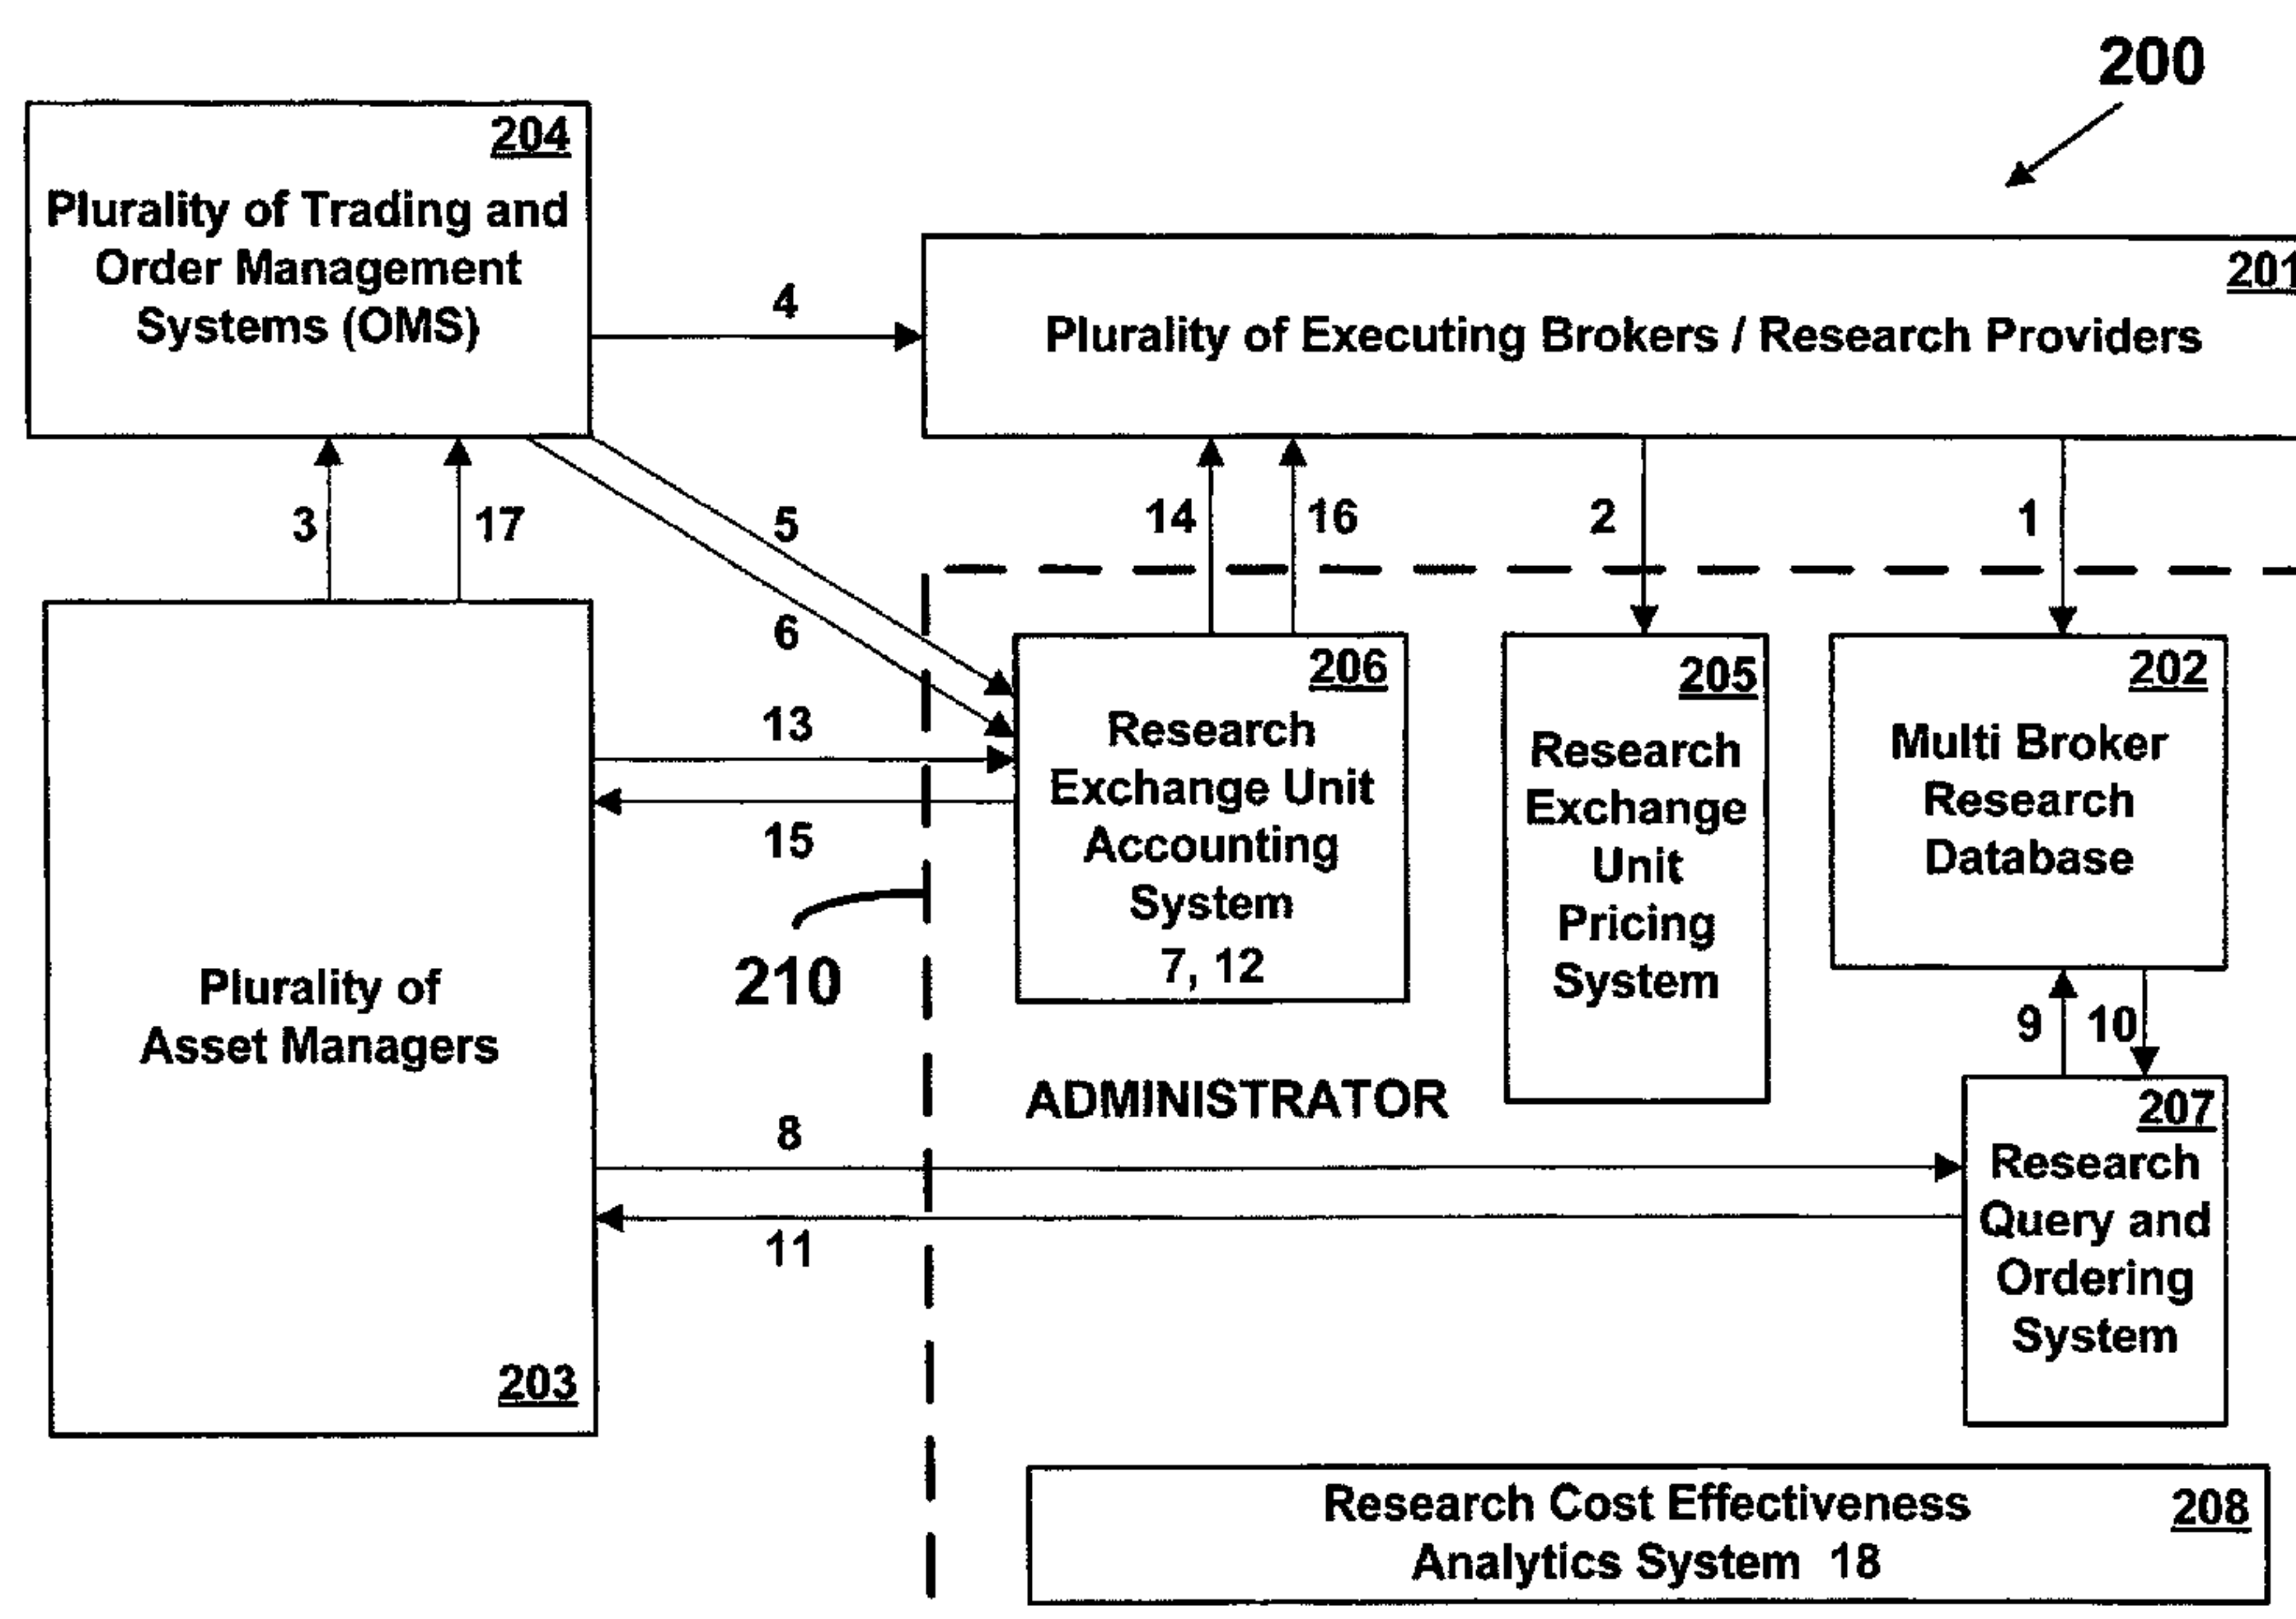 200
204
Plurality of Trading and
Order Management
Systems (OMS)
201
Plurality of Executing Brokers / Research Providers
4
3
17
5
6
14
16
2
1
206
Research
Exchange Unit
Accounting
System
7, 12
205
Research
Exchange
Unit
Pricing
System
202
Multi Broker
Research
Database
13
15
210
Plurality of
Asset Managers
203
9
10
ADMINISTRATOR
8
11
207
Research
Query and
Ordering
System
Research Cost Effectiveness
Analytics System 18
208